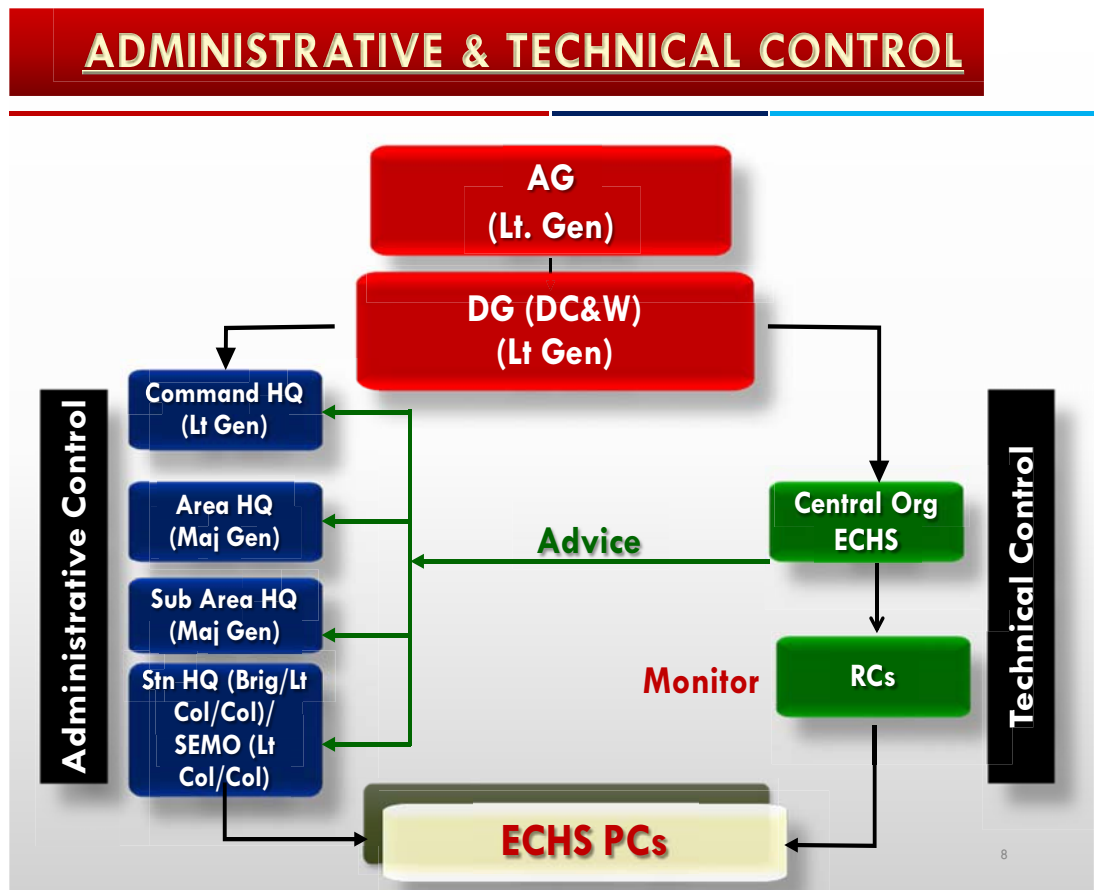 ADMINISTRATIVE & TECHNICAL CONTROL
AG
(Lt. Gen)
DG (DC&W)
(Lt Gen)
Administrative Control
Command HQ
(Lt Gen)
Area HQ
(Maj Gen)
Sub Area HQ
(Maj Gen)
Stn HQ (Brig/Lt
Col/Col)/
SEMO (Lt
Col/Col)
Advice
Central Org
ECHS
Monitor
RCs
Technical Control
ECHS PCs
8